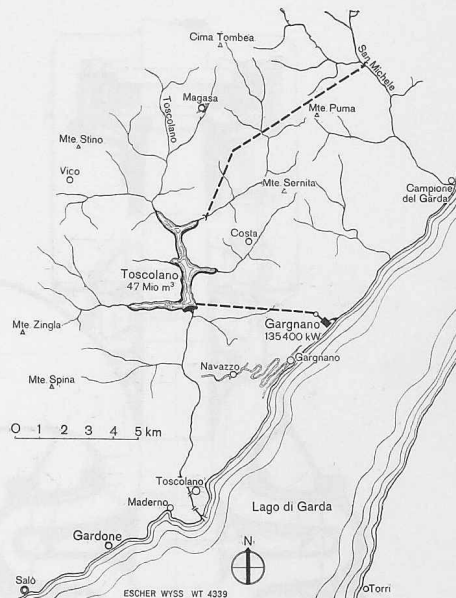 Cima Tombea
San Michele
Toscolano
Magasa
Mte. Puma
Mte. Stino
Vico
Mte. Sernita
Campione
del Garda
Costa
Toscolano
47 Mio m³
Gargnano
135400 kW
Mte. Zingla
Gargnano
Navazzo
Mte. Spina
0 1 2 3 4 5 km
Toscolano
Maderno
Lago di Garda
Gardone
N
Salò
ESCHER WYSS WT 4339
Torri